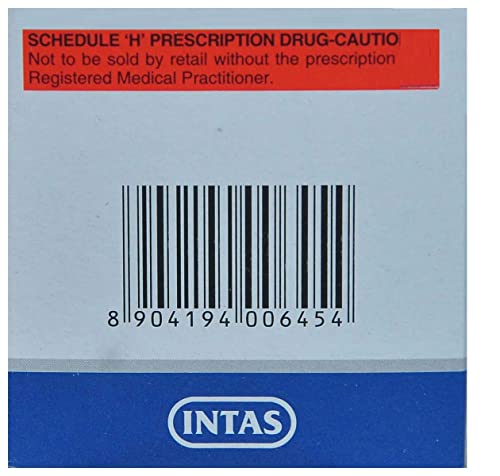 SCHEDULE ‘H’ PRESCRIPTION DRUG-CAUTIO
Not to be sold by retail without the prescription
Registered Medical Practitioner.
8 904194 006454
INTAS